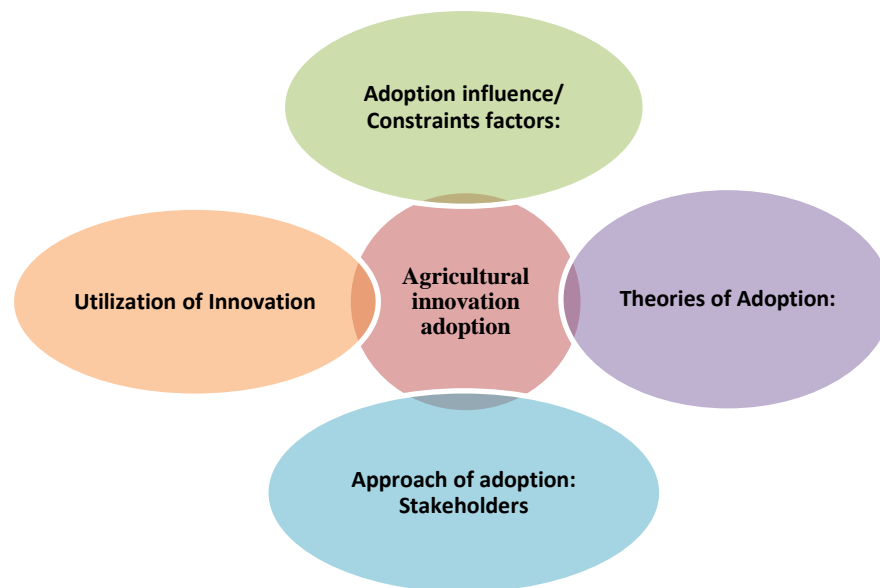 Adoption influence/
Constraints factors:
Utilization of Innovation
Agricultural
innovation
adoption
Theories of Adoption:
Approach of adoption:
Stakeholders